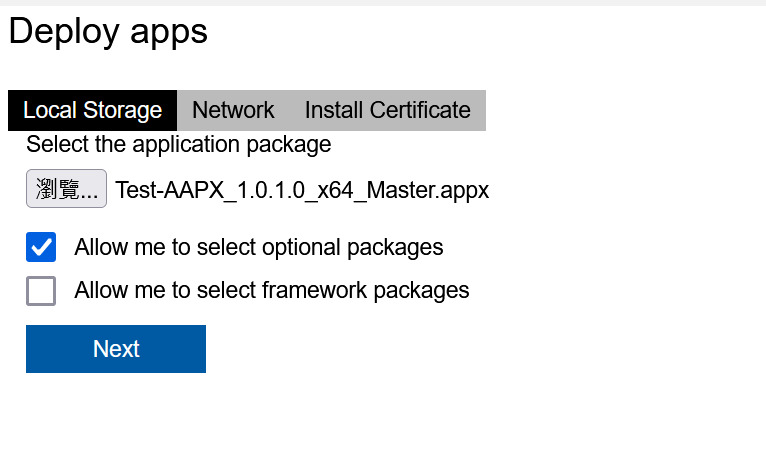 Deploy apps
Local Storage Network Install Certificate
Select the application package
瀏覽... Test-AAPX_1.0.1.0_x64_Master.appx
Allow me to select optional packages
Allow me to select framework packages
Next